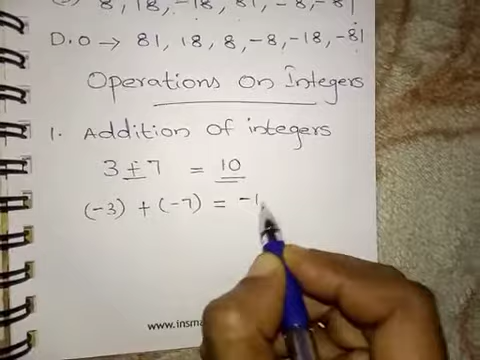 8, 18, -18, 81, -8, -81
D.O → 81, 18, 8, -8, -18, -81
Operations On Integers
1. Addition of integers
3 + 7 = 10
(-3) + (-7) = -1
www.insma